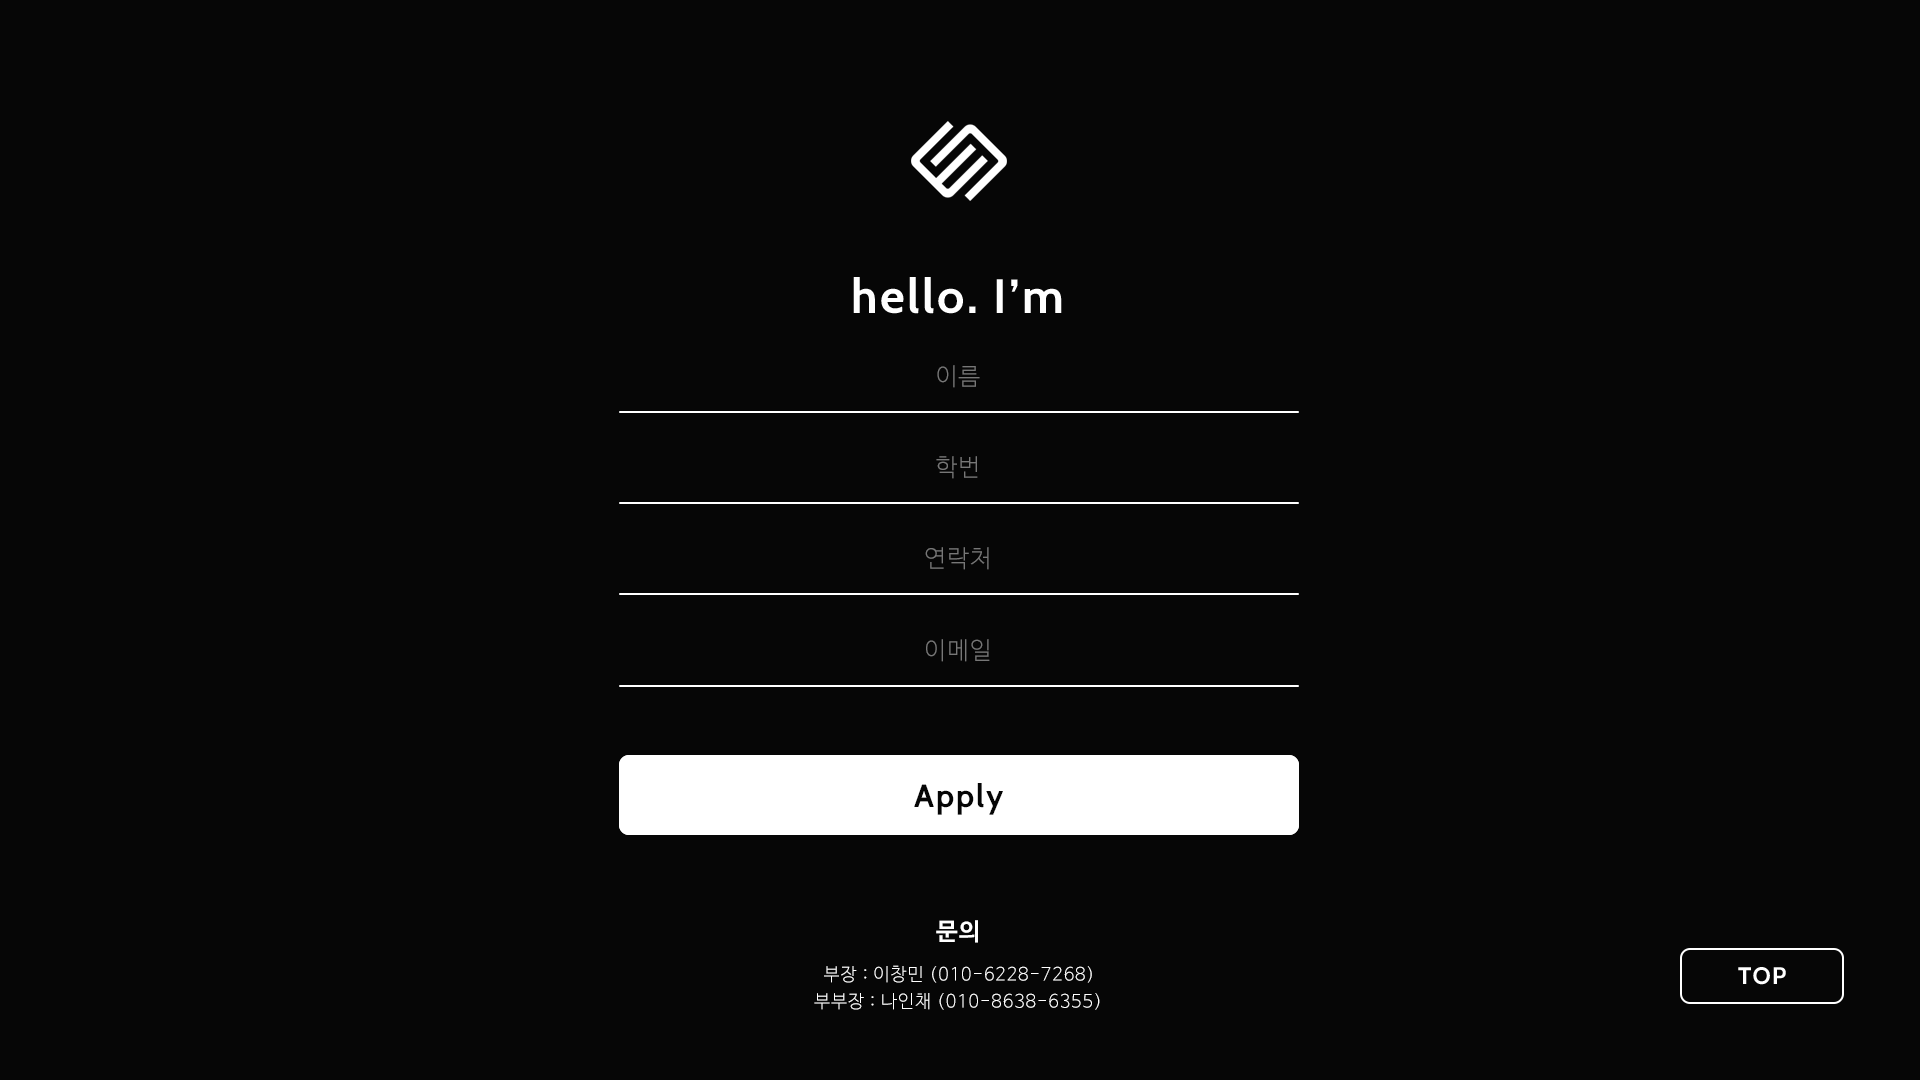 hello. I’m
이름
학번
연락처
이메일
Apply
문의
부장 : 이창민 (010-6228-7268)
부부장 : 나인채 (010-8638-6355)
TOP